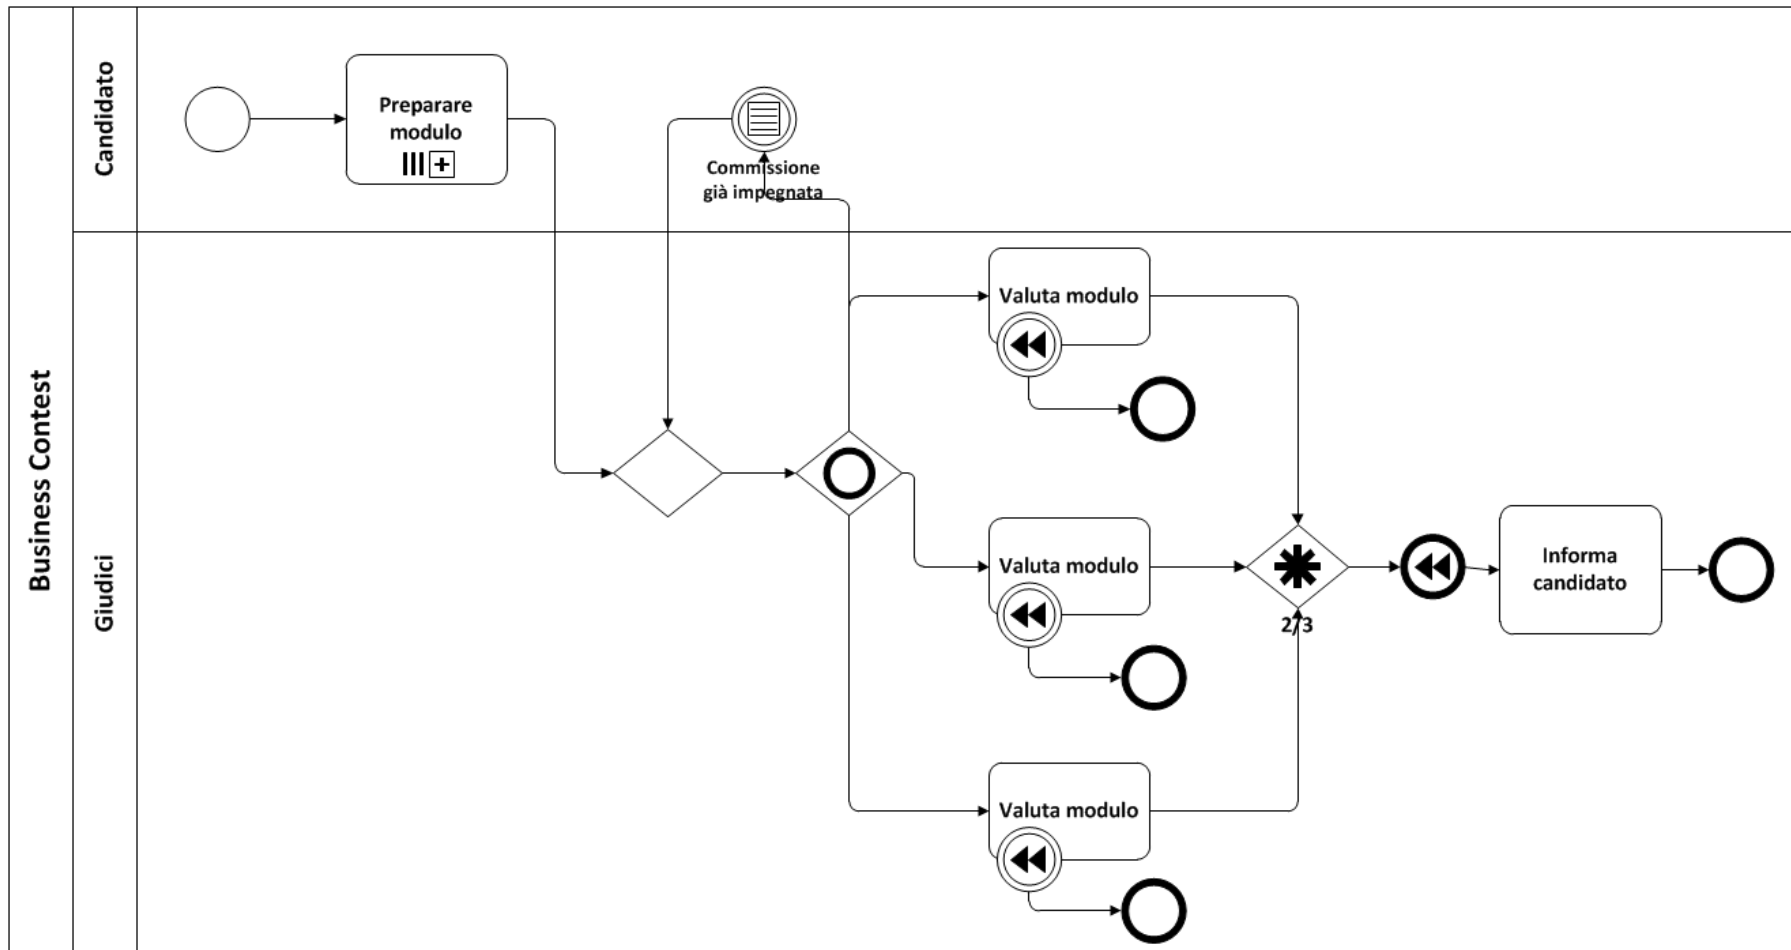 Business Contest
Candidato
Preparare
modulo
Commissione
già impegnata
Giudici
Valuta modulo
Valuta modulo
2/3
Informa
candidato
Valuta modulo